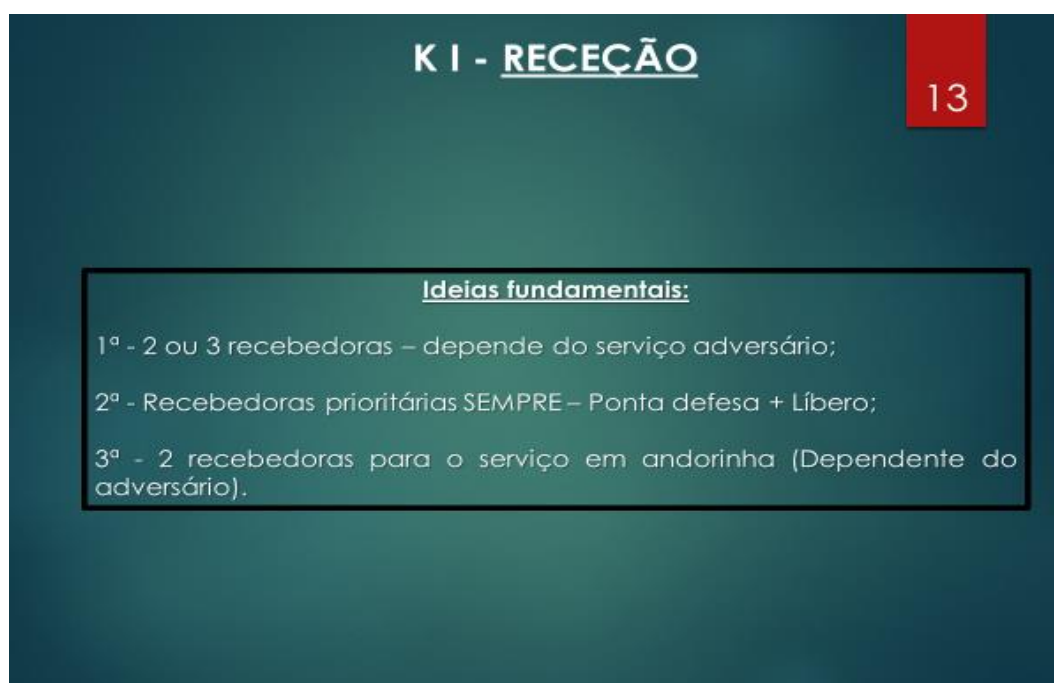 K I - RECEÇÃO
13
Ideias fundamentais:
1ª - 2 ou 3 recebedoras – depende do serviço adversário;
2ª - Recebedoras prioritárias SEMPRE – Ponta defesa + Líbero;
3ª - 2 recebedoras para o serviço em andorinha (Dependente do
adversário).